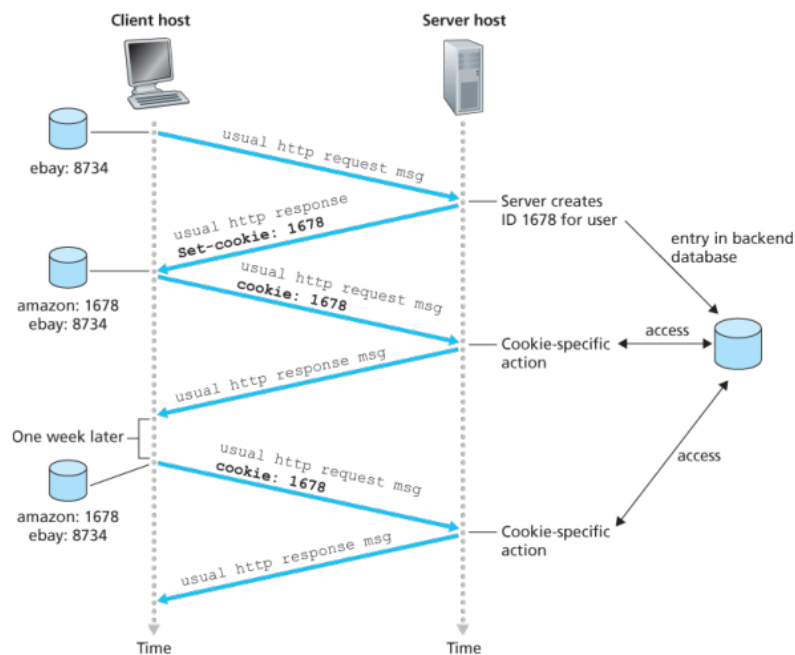 Client host
Server host
ebay: 8734
usual http request msg
Server creates
ID 1678 for user
usual http response
Set-cookie: 1678
entry in backend
database
amazon: 1678
ebay: 8734
usual http request msg
cookie: 1678
Cookie-specific
action
access
usual http response msg
One week later
amazon: 1678
ebay: 8734
usual http request msg
cookie: 1678
access
Cookie-specific
action
usual http response msg
Time
Time